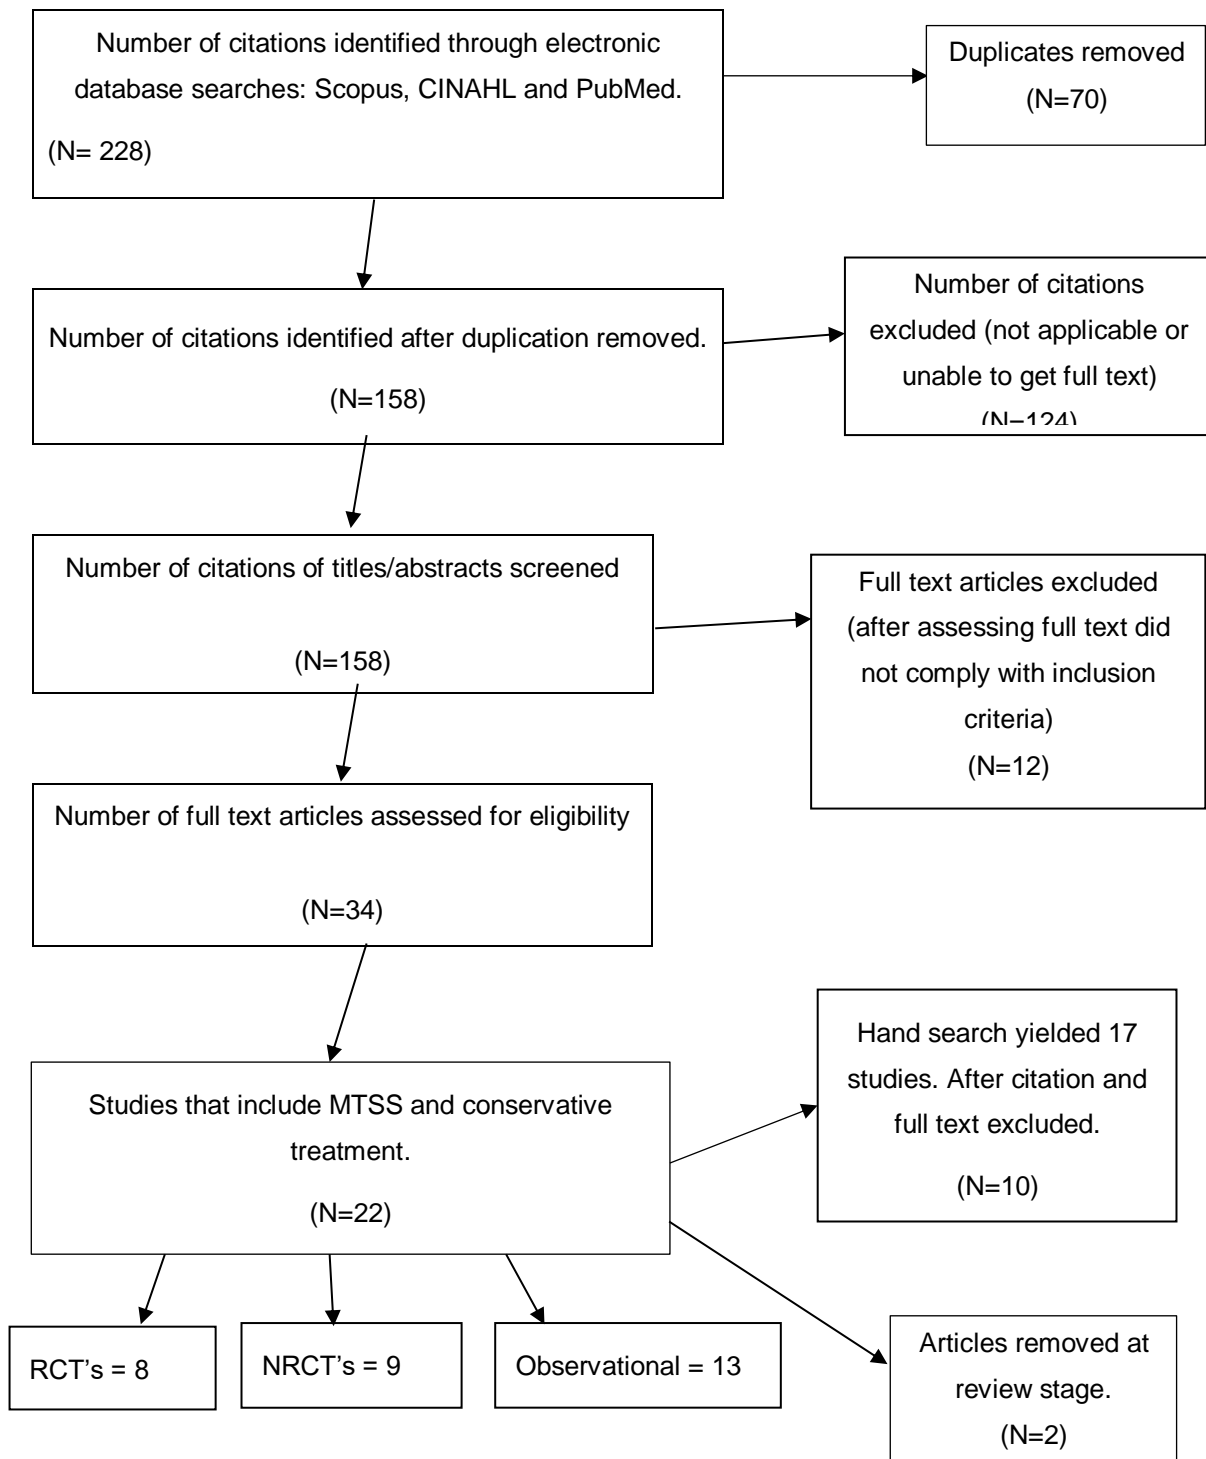 Number of citations identified through electronic
database searches: Scopus, CINAHL and PubMed.
(N= 228)
Duplicates removed
(N=70)
Number of citations identified after duplication removed.
(N=158)
Number of citations
excluded (not applicable or
unable to get full text)
(N=124)
Number of citations of titles/abstracts screened
(N=158)
Full text articles excluded
(after assessing full text did
not comply with inclusion
criteria)
(N=12)
Number of full text articles assessed for eligibility
(N=34)
Studies that include MTSS and conservative
treatment.
(N=22)
Hand search yielded 17
studies. After citation and
full text excluded.
(N=10)
RCT's = 8
NRCT's = 9
Observational = 13
Articles removed at
review stage.
(N=2)